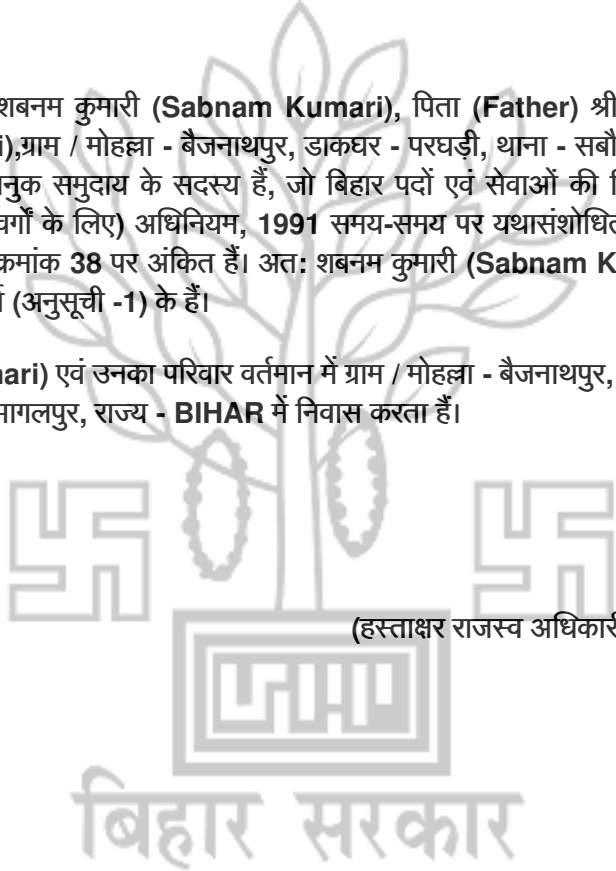 शबनम कुमारी (Sabnam Kumari), पिता (Father) श्री
i),ग्राम / मोहल्ला - बैजनाथपुर, डाकघर - परघड़ी, थाना - सबौ
नुक समुदाय के सदस्य हैं, जो बिहार पदों एवं सेवाओं की
वर्गों के लिए) अधिनियम, 1991 समय-समय पर यथासंशोधित
क्रमांक 38 पर अंकित हैं। अत: शबनम कुमारी (Sabnam K
(अनुसूची -1) के हैं।
ari) एवं उनका परिवार वर्तमान में ग्राम / मोहल्ला - बैजनाथपुर,
भागलपुर, राज्य - BIHAR में निवास करता हैं।
(हस्ताक्षर राजस्व अधिकारी
बिहार सरकार